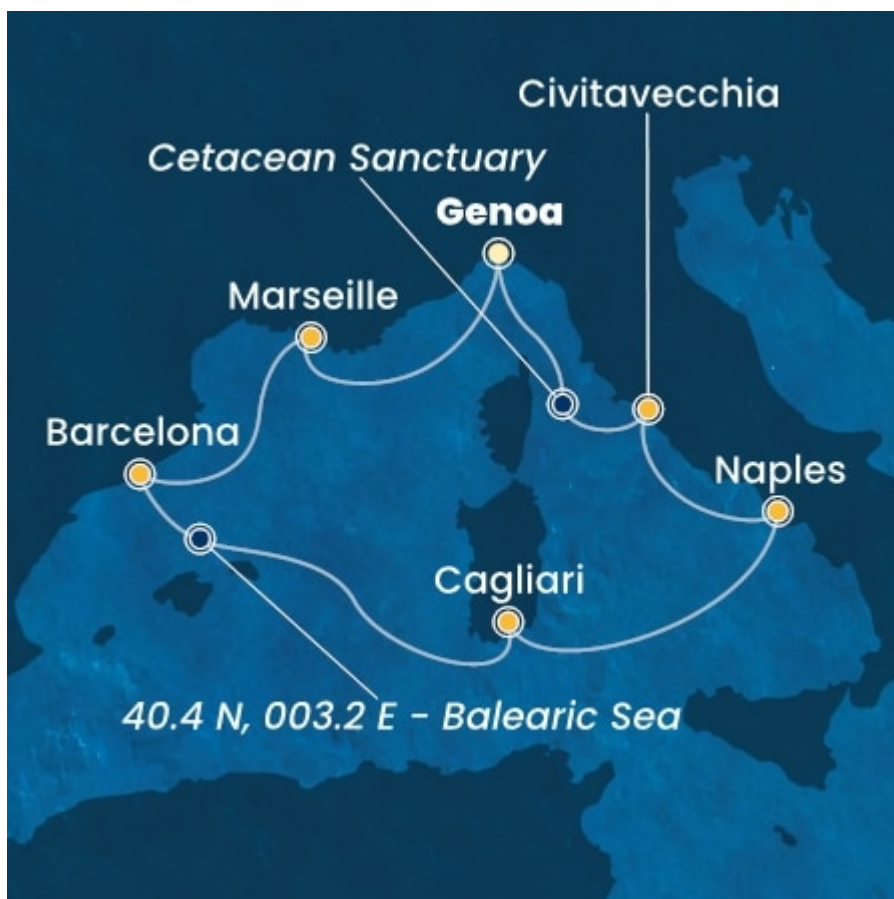 Civitavecchia
Cetacean Sanctuary
Genoa
Marseille
Barcelona
Naples
Cagliari
40.4 N, 003.2 E - Balearic Sea